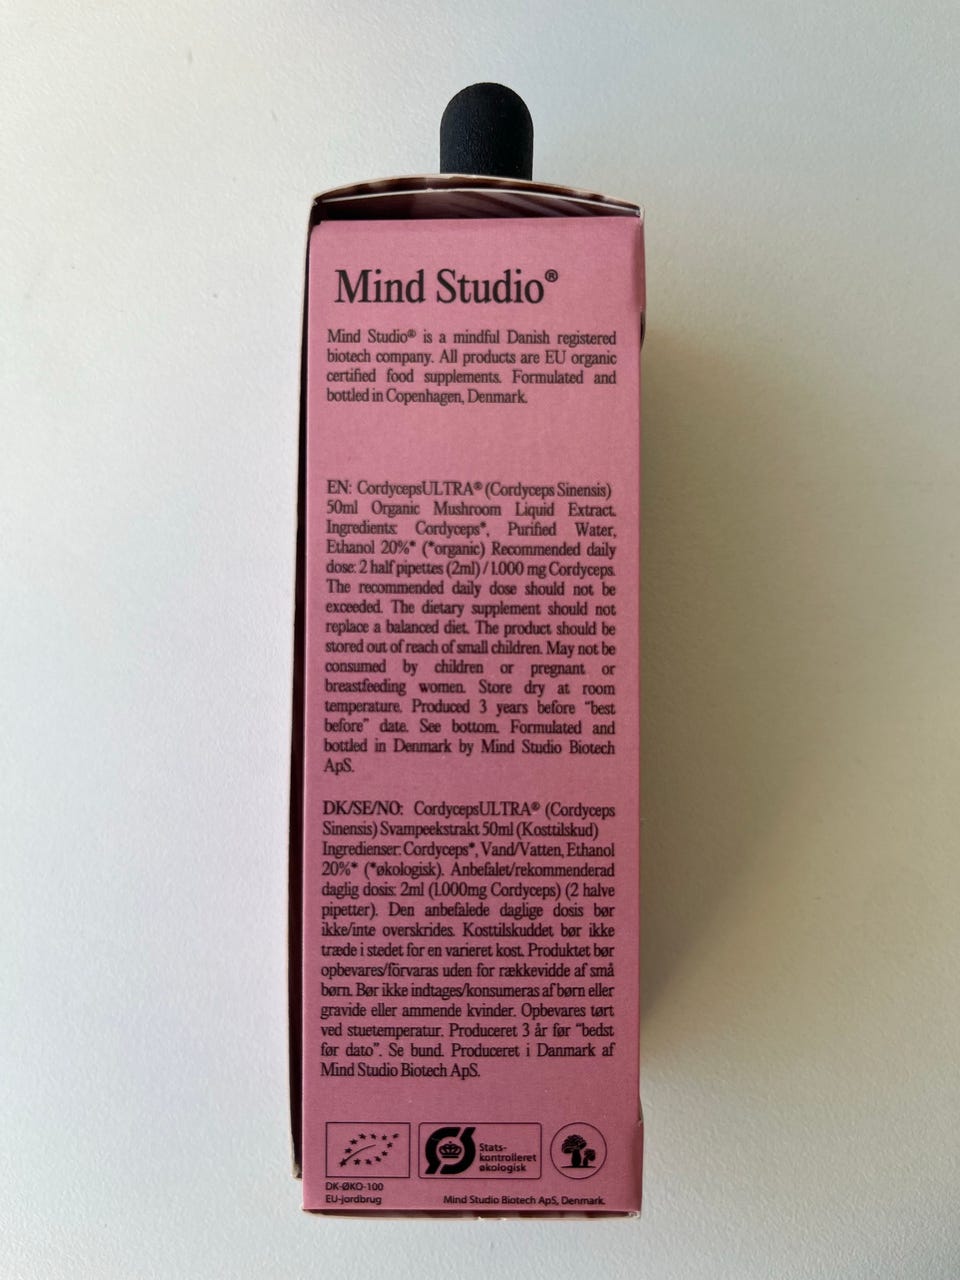 Mind Studio®
Mind Studio® is a mindful Danish registered
biotech company. All products are EU organic
certified food supplements. Formulated and
bottled in Copenhagen, Denmark.
EN: CordycepsULTRA® (Cordyceps Sinensis)
50ml Organic Mushroom Liquid Extract.
Ingredients: Cordyceps*, Purified Water,
Ethanol 20%* (*organic) Recommended daily
dose: 2 half pipettes (2ml) / 1.000 mg Cordyceps.
The recommended daily dose should not be
exceeded. The dietary supplement should not
replace a balanced diet. The product should be
stored out of reach of small children. May not be
consumed by children or pregnant or
breastfeeding women. Store dry at room
temperature. Produced 3 years before "best
before" date. See bottom. Formulated and
bottled in Denmark by Mind Studio Biotech
ApS.
DK/SE/NO: CordycepsULTRA® (Cordyceps
Sinensis) Svampeekstrakt 50ml (Kosttilskud)
Ingredienser: Cordyceps*, Vand/Vatten, Ethanol
20%* (*økologisk). Anbefalet/rekommenderad
daglig dosis: 2ml (1.000mg Cordyceps) (2 halve
pipetter). Den anbefalede daglige dosis bør
ikke/inte overskrides. Kosttilskuddet bør ikke
træde i stedet for en varieret kost. Produktet bør
opbevares/förvaras uden for rækkevidde af små
børn. Bør ikke indtages/konsumeras af børn eller
gravide eller ammende kvinder. Opbevares tørt
ved stuetemperatur. Produceret 3 år før "bedst
før dato". Se bund. Produceret i Danmark af
Mind Studio Biotech ApS.
Stats-
kontrolleret
økologisk
DK-ØKO-100
EU-jordbrug
Mind Studio Biotech ApS, Denmark.